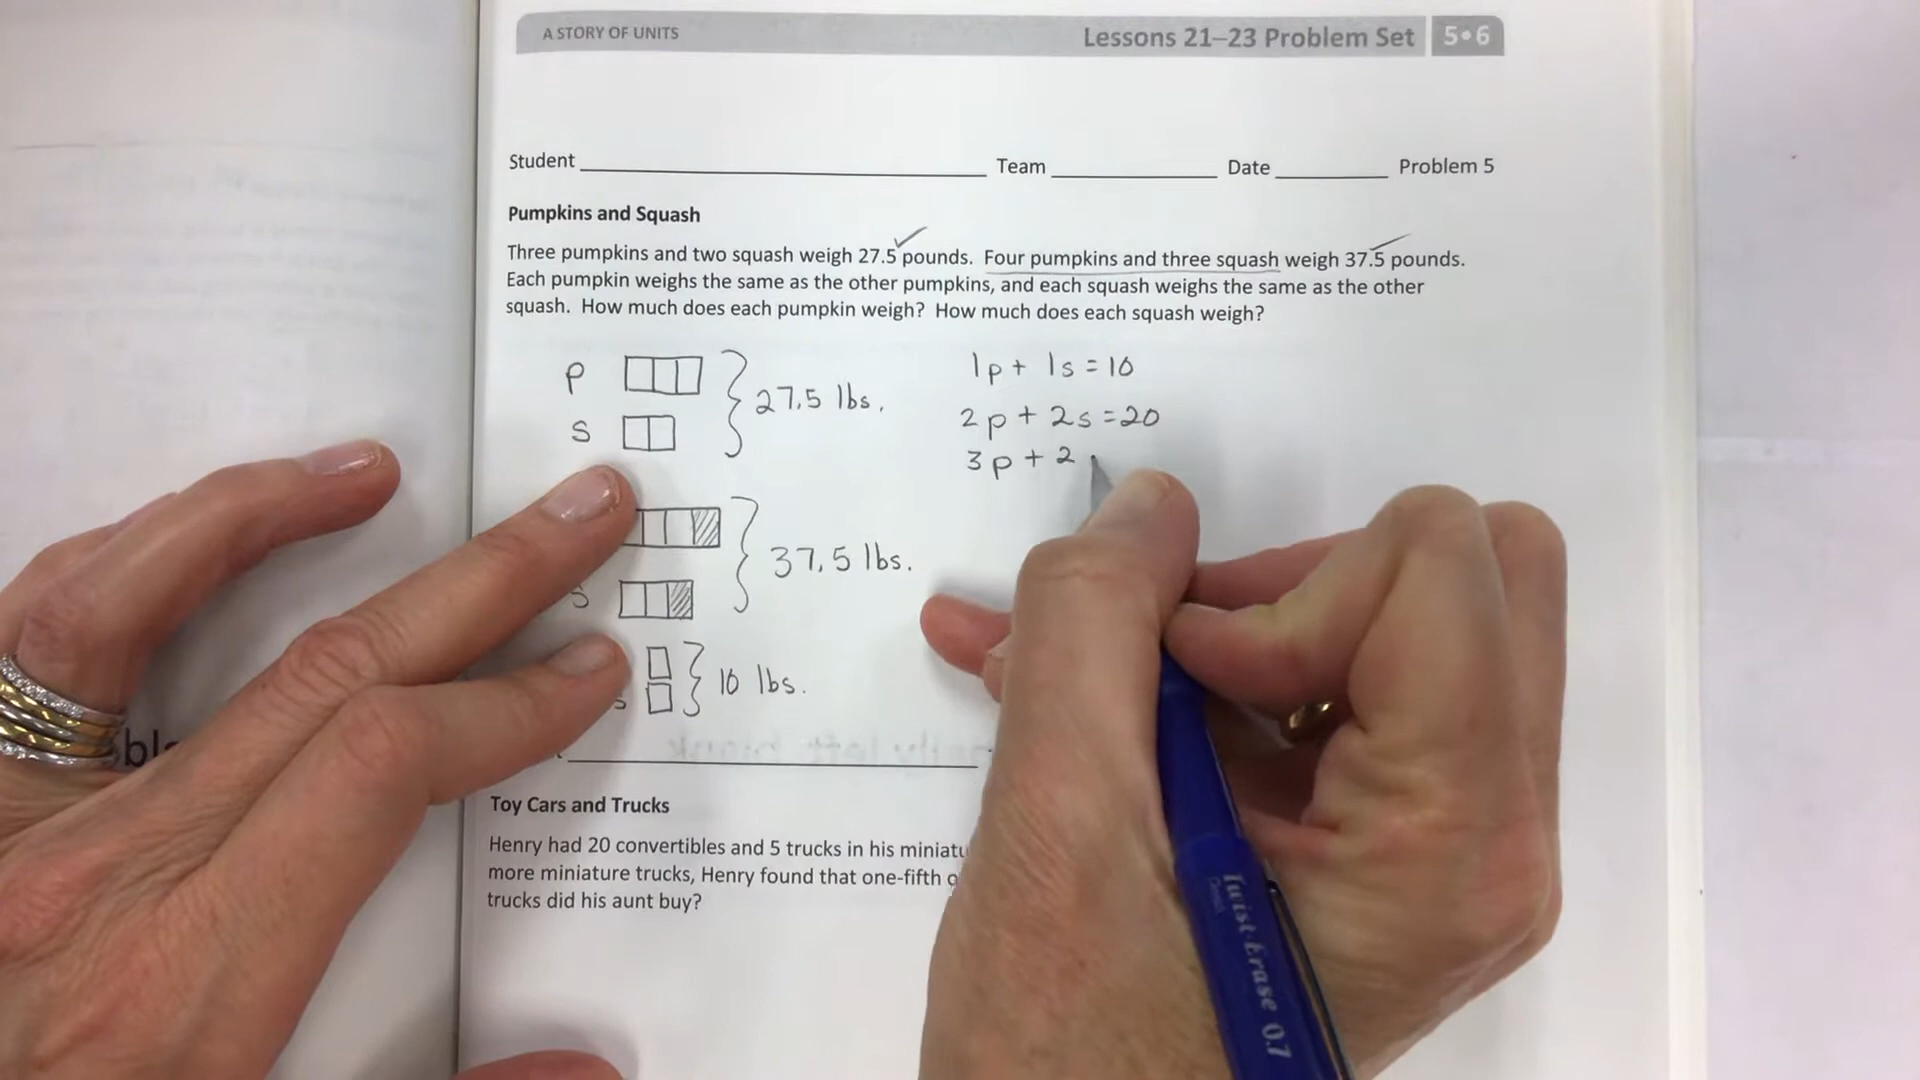 A STORY OF UNITS
Lessons 21–23 Problem Set 5•6
Student Team Date Problem 5
Pumpkins and Squash
Three pumpkins and two squash weigh 27.5 pounds. Four pumpkins and three squash weigh 37.5 pounds.
Each pumpkin weighs the same as the other pumpkins, and each squash weighs the same as the other
squash. How much does each pumpkin weigh? How much does each squash weigh?
P
S
27.5 lbs.
S
37.5 lbs.
s
10 lbs.
1p + 1s = 10
2p + 2s = 20
3p + 2
Toy Cars and Trucks
Henry had 20 convertibles and 5 trucks in his
more miniature trucks, Henry found that one-fifth
trucks did his aunt buy?
Twist-Erase 0.7